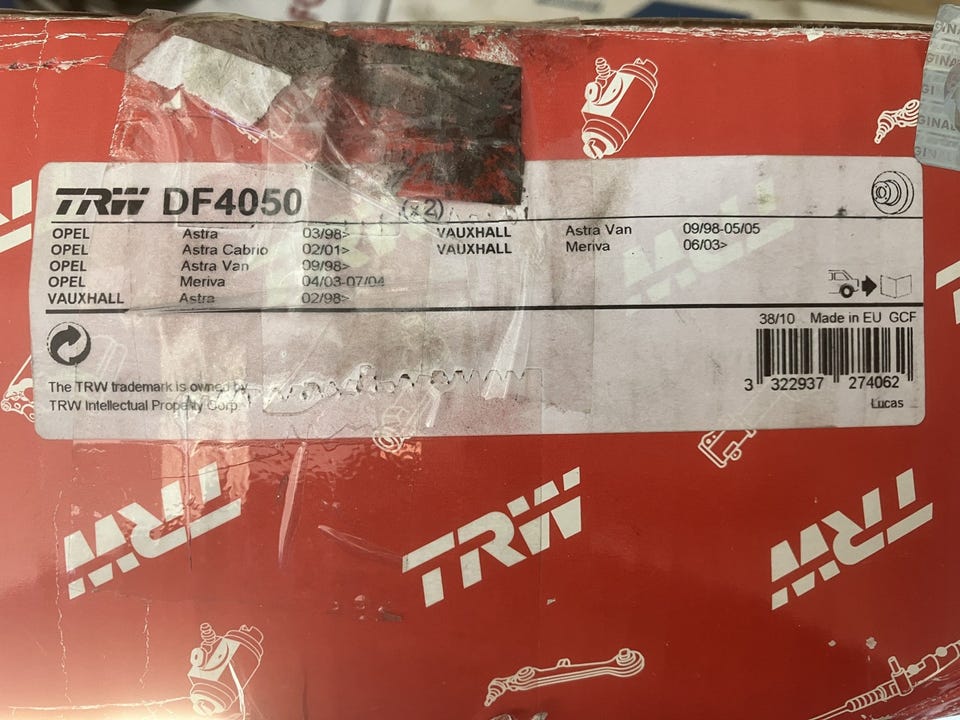 TRW DF4050 (x2)
OPEL Astra 03/98> VAUXHALL Astra Van 09/98-05/05
OPEL Astra Cabrio 02/01> VAUXHALL Meriva 06/03>
OPEL Astra Van 09/98>
OPEL Meriva 04/03-07/04
VAUXHALL Astra 02/98>
38/10 Made in EU GCF
3 322937 274062
Lucas
The TRW trademark is owned by
TRW Intellectual Property Corp.
TRW
TRW
TRW
GINAL